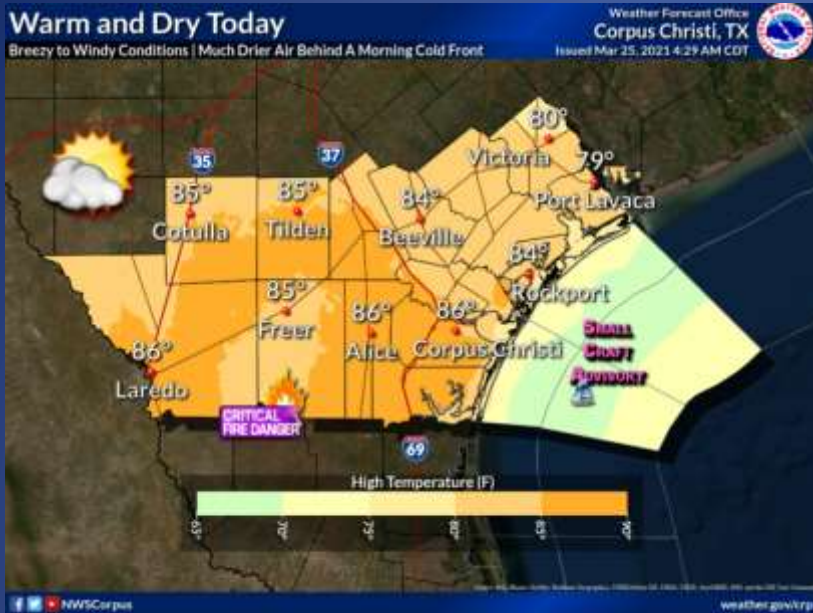 Warm and Dry Today
Breezy to Windy Conditions | Much Drier Air Behind A Morning Cold Front
Weather Forecast Office
Corpus Christi, TX
Issued Mar 25, 2021 4:29 AM CDT
35
37
80°
Victoria
79°
Port Lavaca
85°
Cotulla
85°
Tilden
84°
Beeville
84°
Rockport
85°
Freer
86°
Alice
86°
Corpus Christi
86°
Laredo
SMALL
CRAFT
ADVISORY
CRITICAL
FIRE DANGER
69
High Temperature (F)
65° 70° 75° 80° 85° 90°
NWSCorpus
weather.gov/crp